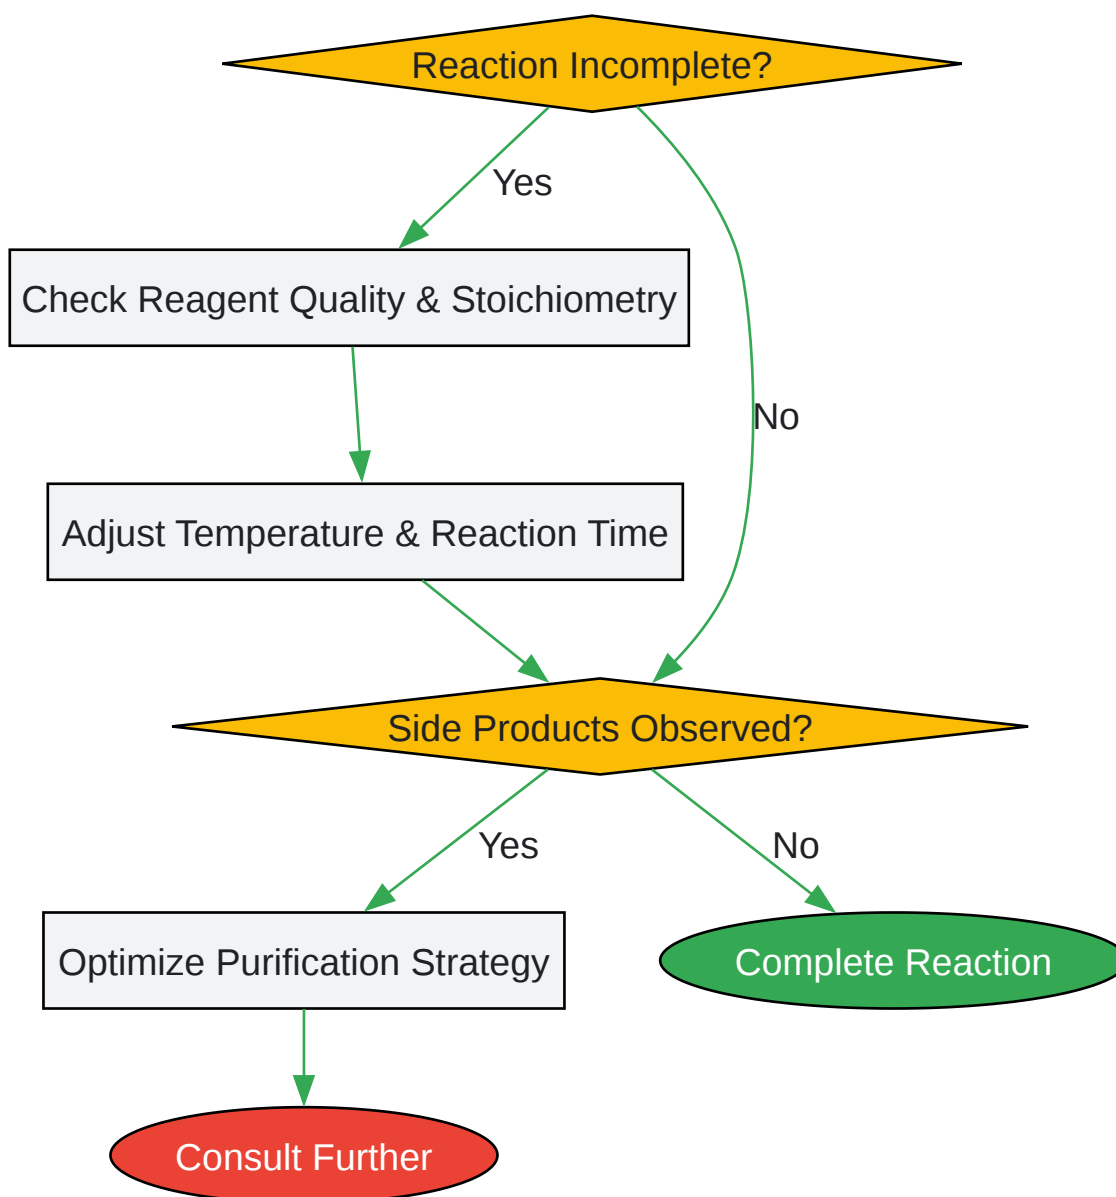 Reaction Incomplete?
Yes
Check Reagent Quality & Stoichiometry
No
Adjust Temperature & Reaction Time
Side Products Observed?
Yes
No
Optimize Purification Strategy
Complete Reaction
Consult Further